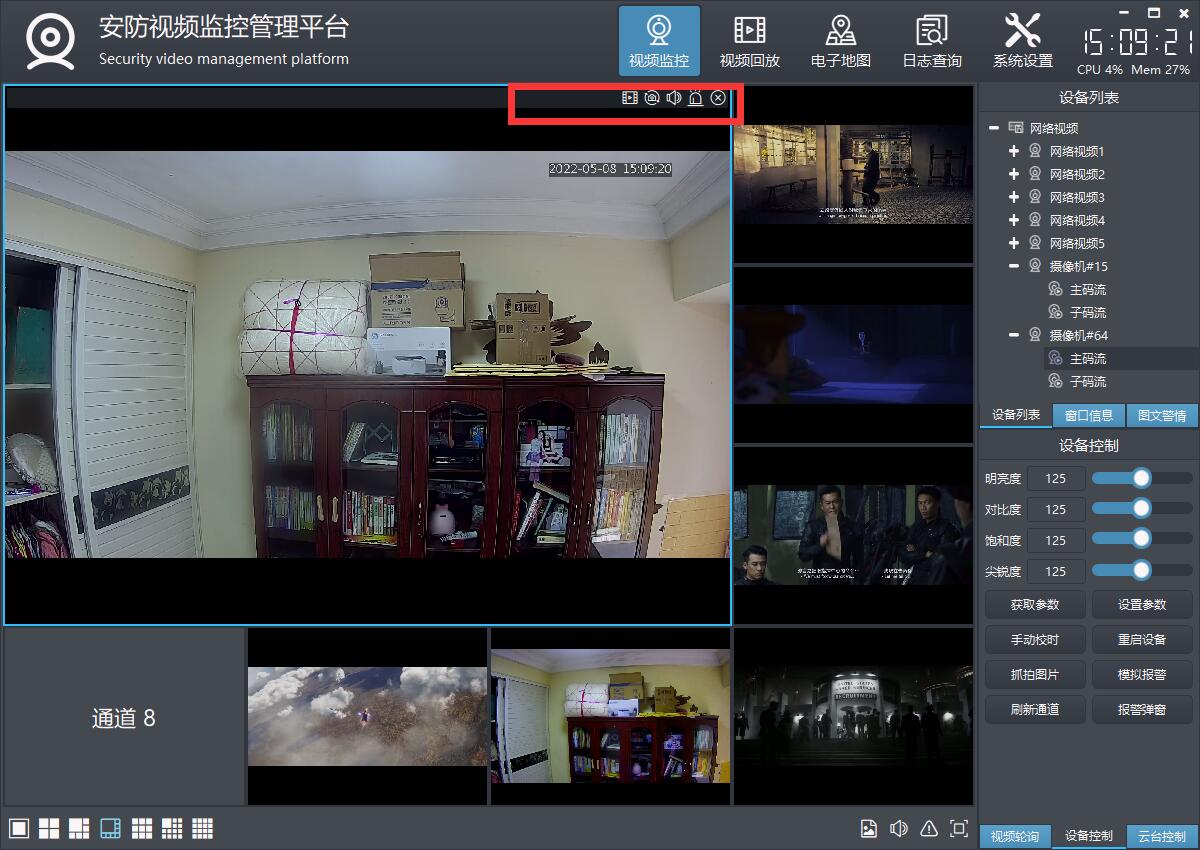 安防视频监控管理平台
Security video management platform
视频监控
视频回放
电子地图
日志查询
系统设置
15:09:21
CPU 4% Mem 27%
2022-05-08 15:09:20
通道 8
UNITED STATES
RECRUITMENT
设备列表
网络视频
网络视频1
网络视频2
网络视频3
网络视频4
网络视频5
摄像机#15
主码流
子码流
摄像机#64
主码流
子码流
设备列表
窗口信息
图文警情
设备控制
明亮度 125
对比度 125
饱和度 125
尖锐度 125
获取参数
设置参数
手动校时
重启设备
抓拍图片
模拟报警
刷新通道
报警弹窗
视频轮询
设备控制
云台控制